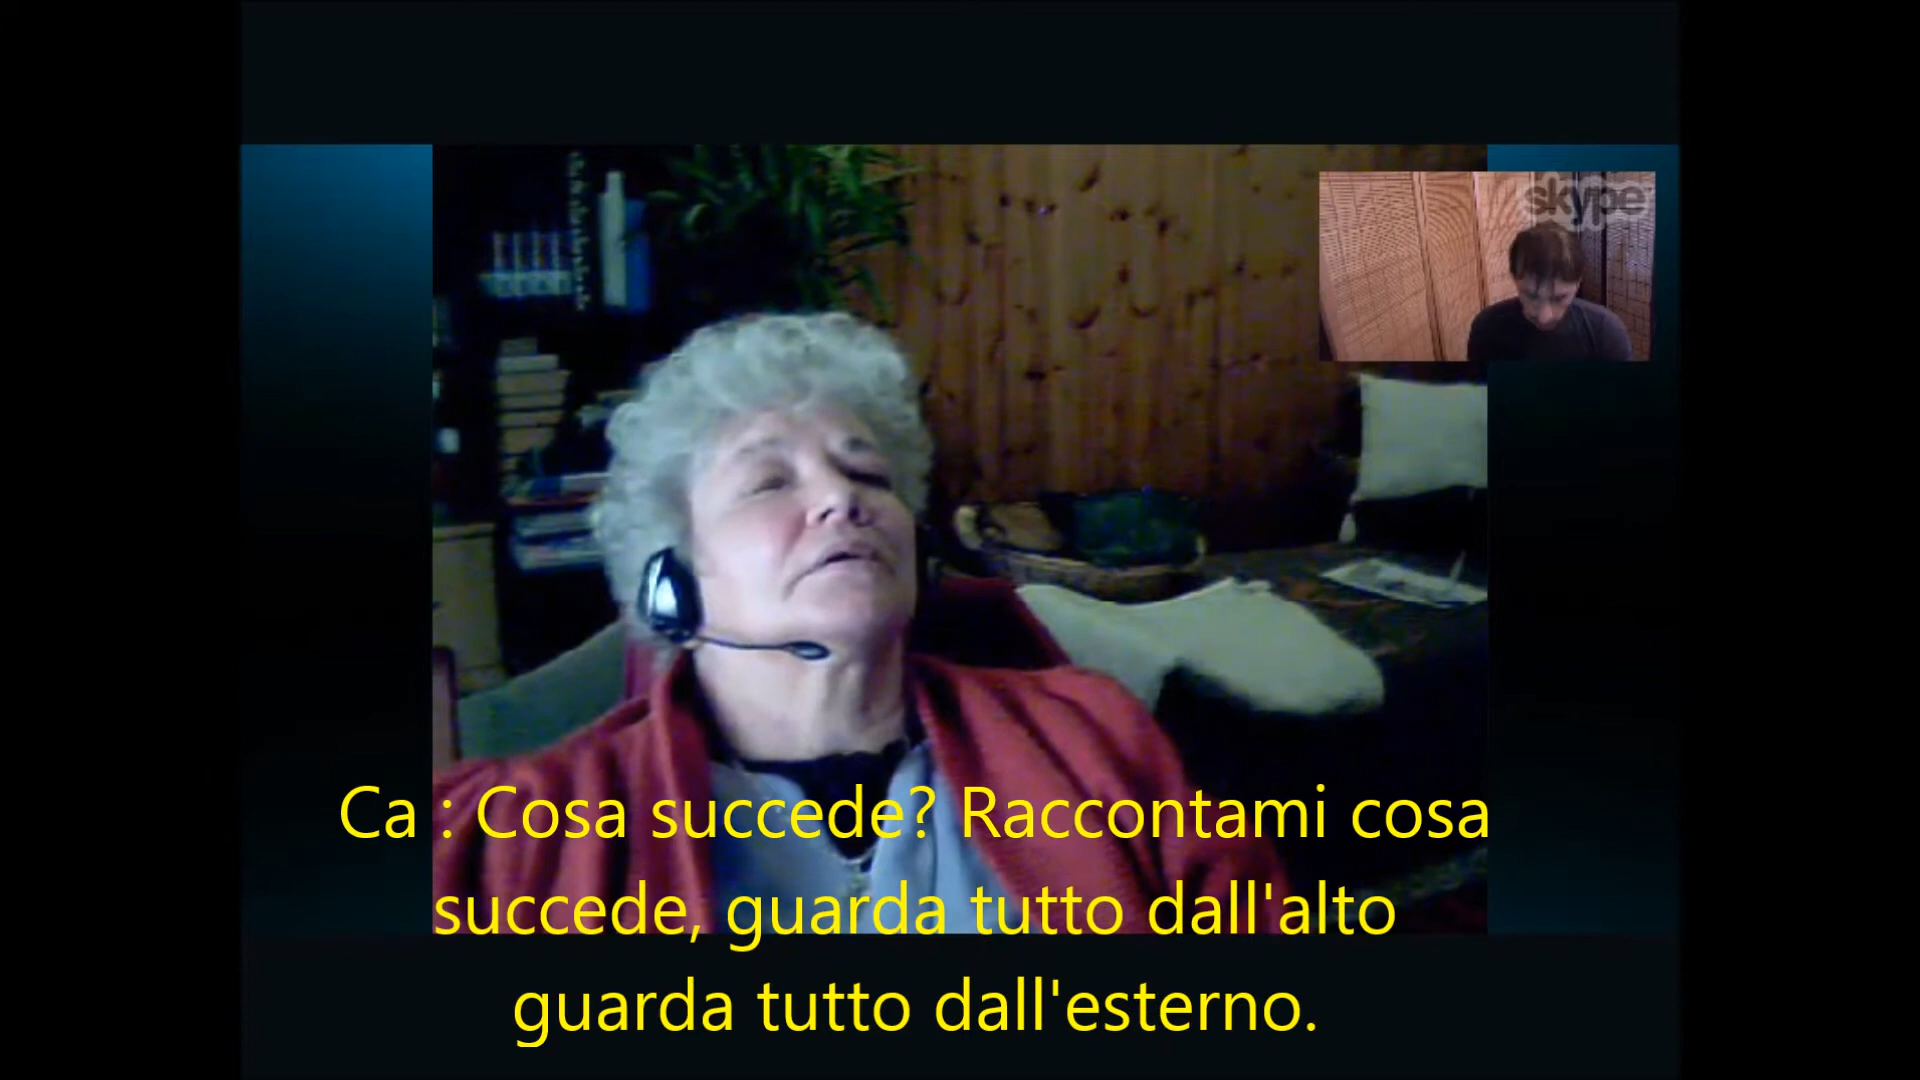 skype
Ca : Cosa succede? Raccontami cosa
succede, guarda tutto dall'alto
guarda tutto dall'esterno.